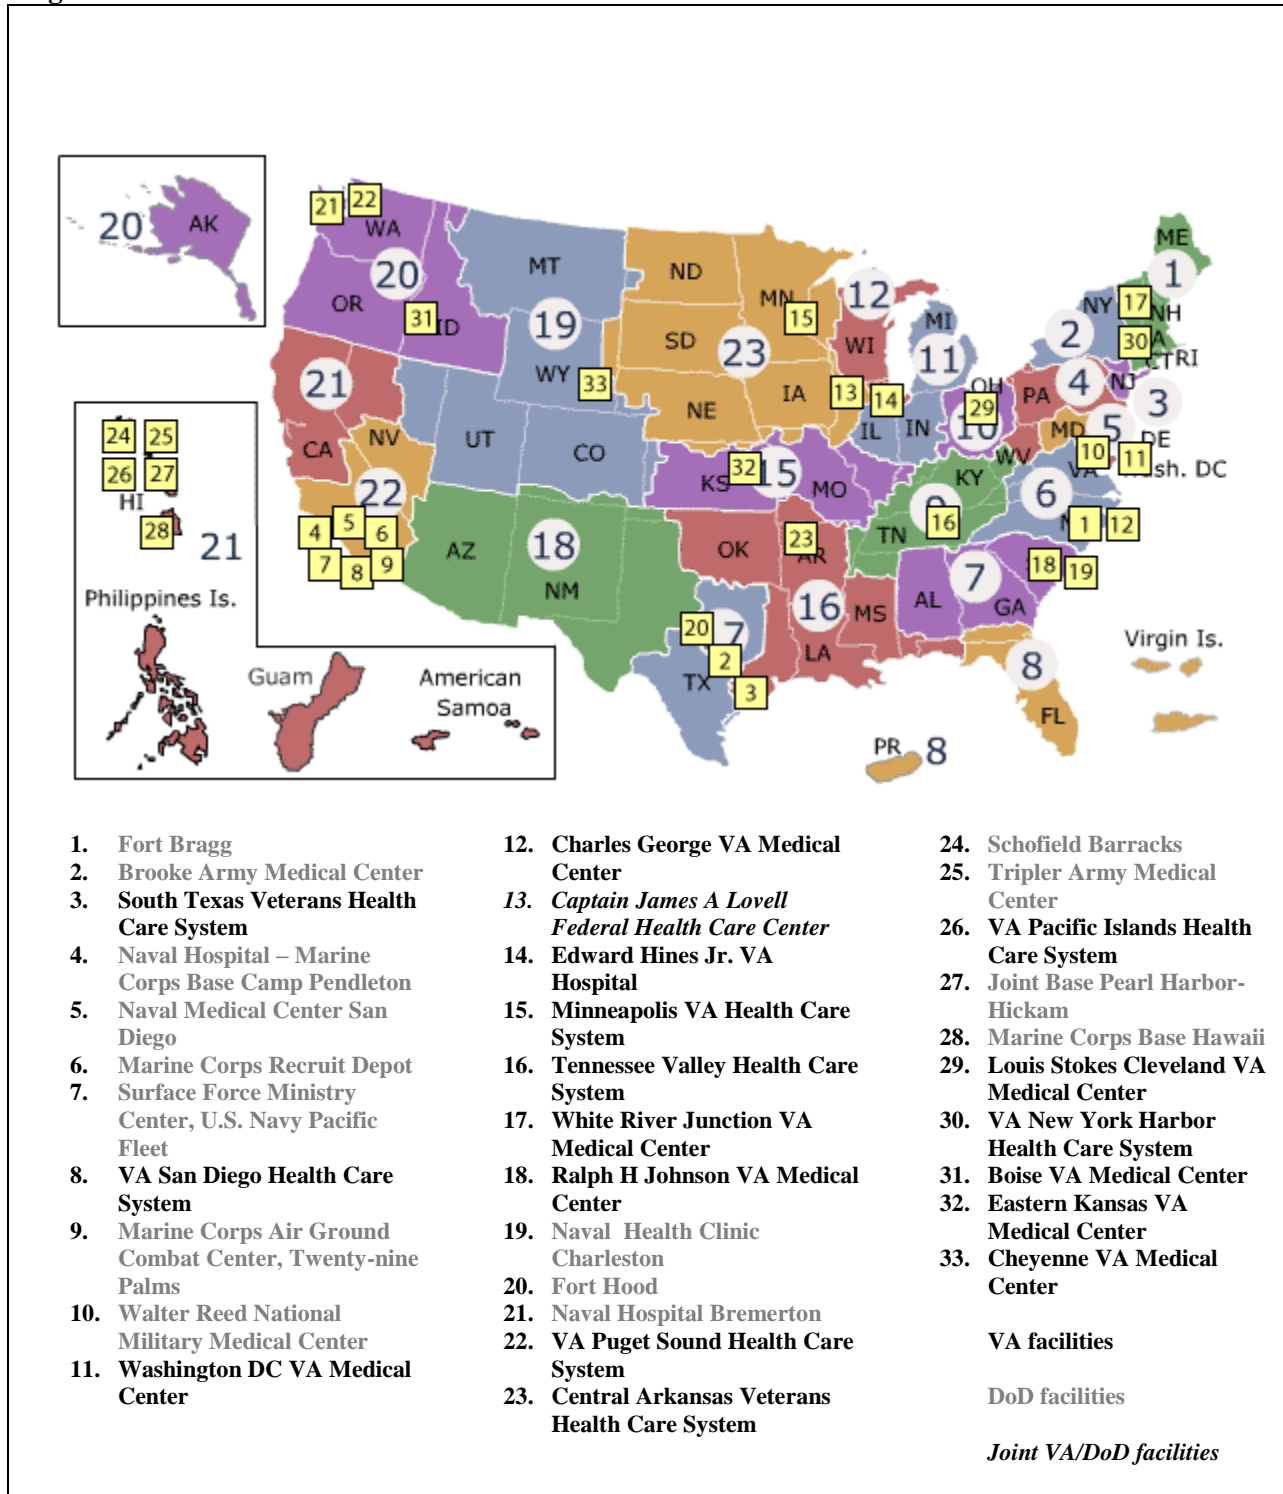 21
22
20
AK
WA
20
OR
31
ID
MT
19
WY
33
ND
MN
15
SD
23
NE
IA
12
WI
MI
11
13
14
IL
IN
OH
29
10
ME
1
NY
17
NH
2
30
A
CT
RI
PA
4
NJ
3
MD
5
DE
10
11
sh. DC
WV
VA
6
1
12
21
CA
NV
22
UT
CO
KS
32
15
MO
KY
TN
16
4
5
6
7
8
9
AZ
18
NM
OK
23
AR
16
MS
LA
AL
7
GA
18
19
20
7
2
TX
3
8
FL
Virgin Is.
PR
8
24
25
26
27
HI
28
21
Philippines Is.
Guam
American
Samoa
1. Fort Bragg
2. Brooke Army Medical Center
3. South Texas Veterans Health
Care System
4. Naval Hospital – Marine
Corps Base Camp Pendleton
5. Naval Medical Center San
Diego
6. Marine Corps Recruit Depot
7. Surface Force Ministry
Center, U.S. Navy Pacific
Fleet
8. VA San Diego Health Care
System
9. Marine Corps Air Ground
Combat Center, Twenty-nine
Palms
10. Walter Reed National
Military Medical Center
11. Washington DC VA Medical
Center
12. Charles George VA Medical
Center
13. Captain James A Lovell
Federal Health Care Center
14. Edward Hines Jr. VA
Hospital
15. Minneapolis VA Health Care
System
16. Tennessee Valley Health Care
System
17. White River Junction VA
Medical Center
18. Ralph H Johnson VA Medical
Center
19. Naval Health Clinic
Charleston
20. Fort Hood
21. Naval Hospital Bremerton
22. VA Puget Sound Health Care
System
23. Central Arkansas Veterans
Health Care System
24. Schofield Barracks
25. Tripler Army Medical
Center
26. VA Pacific Islands Health
Care System
27. Joint Base Pearl Harbor-
Hickam
28. Marine Corps Base Hawaii
29. Louis Stokes Cleveland VA
Medical Center
30. VA New York Harbor
Health Care System
31. Boise VA Medical Center
32. Eastern Kansas VA
Medical Center
33. Cheyenne VA Medical
Center
VA facilities
DoD facilities
Joint VA/DoD facilities